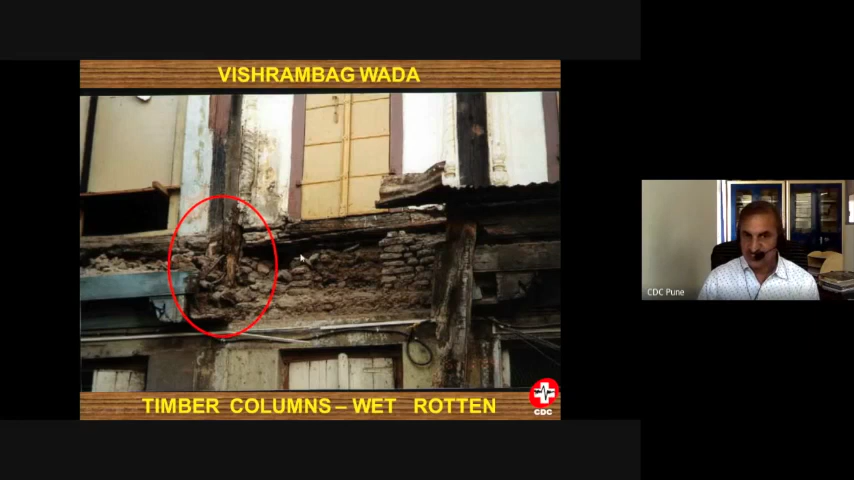 VISHRAMBAG WADA
TIMBER COLUMNS – WET ROTTEN
CDC
CDC Pune